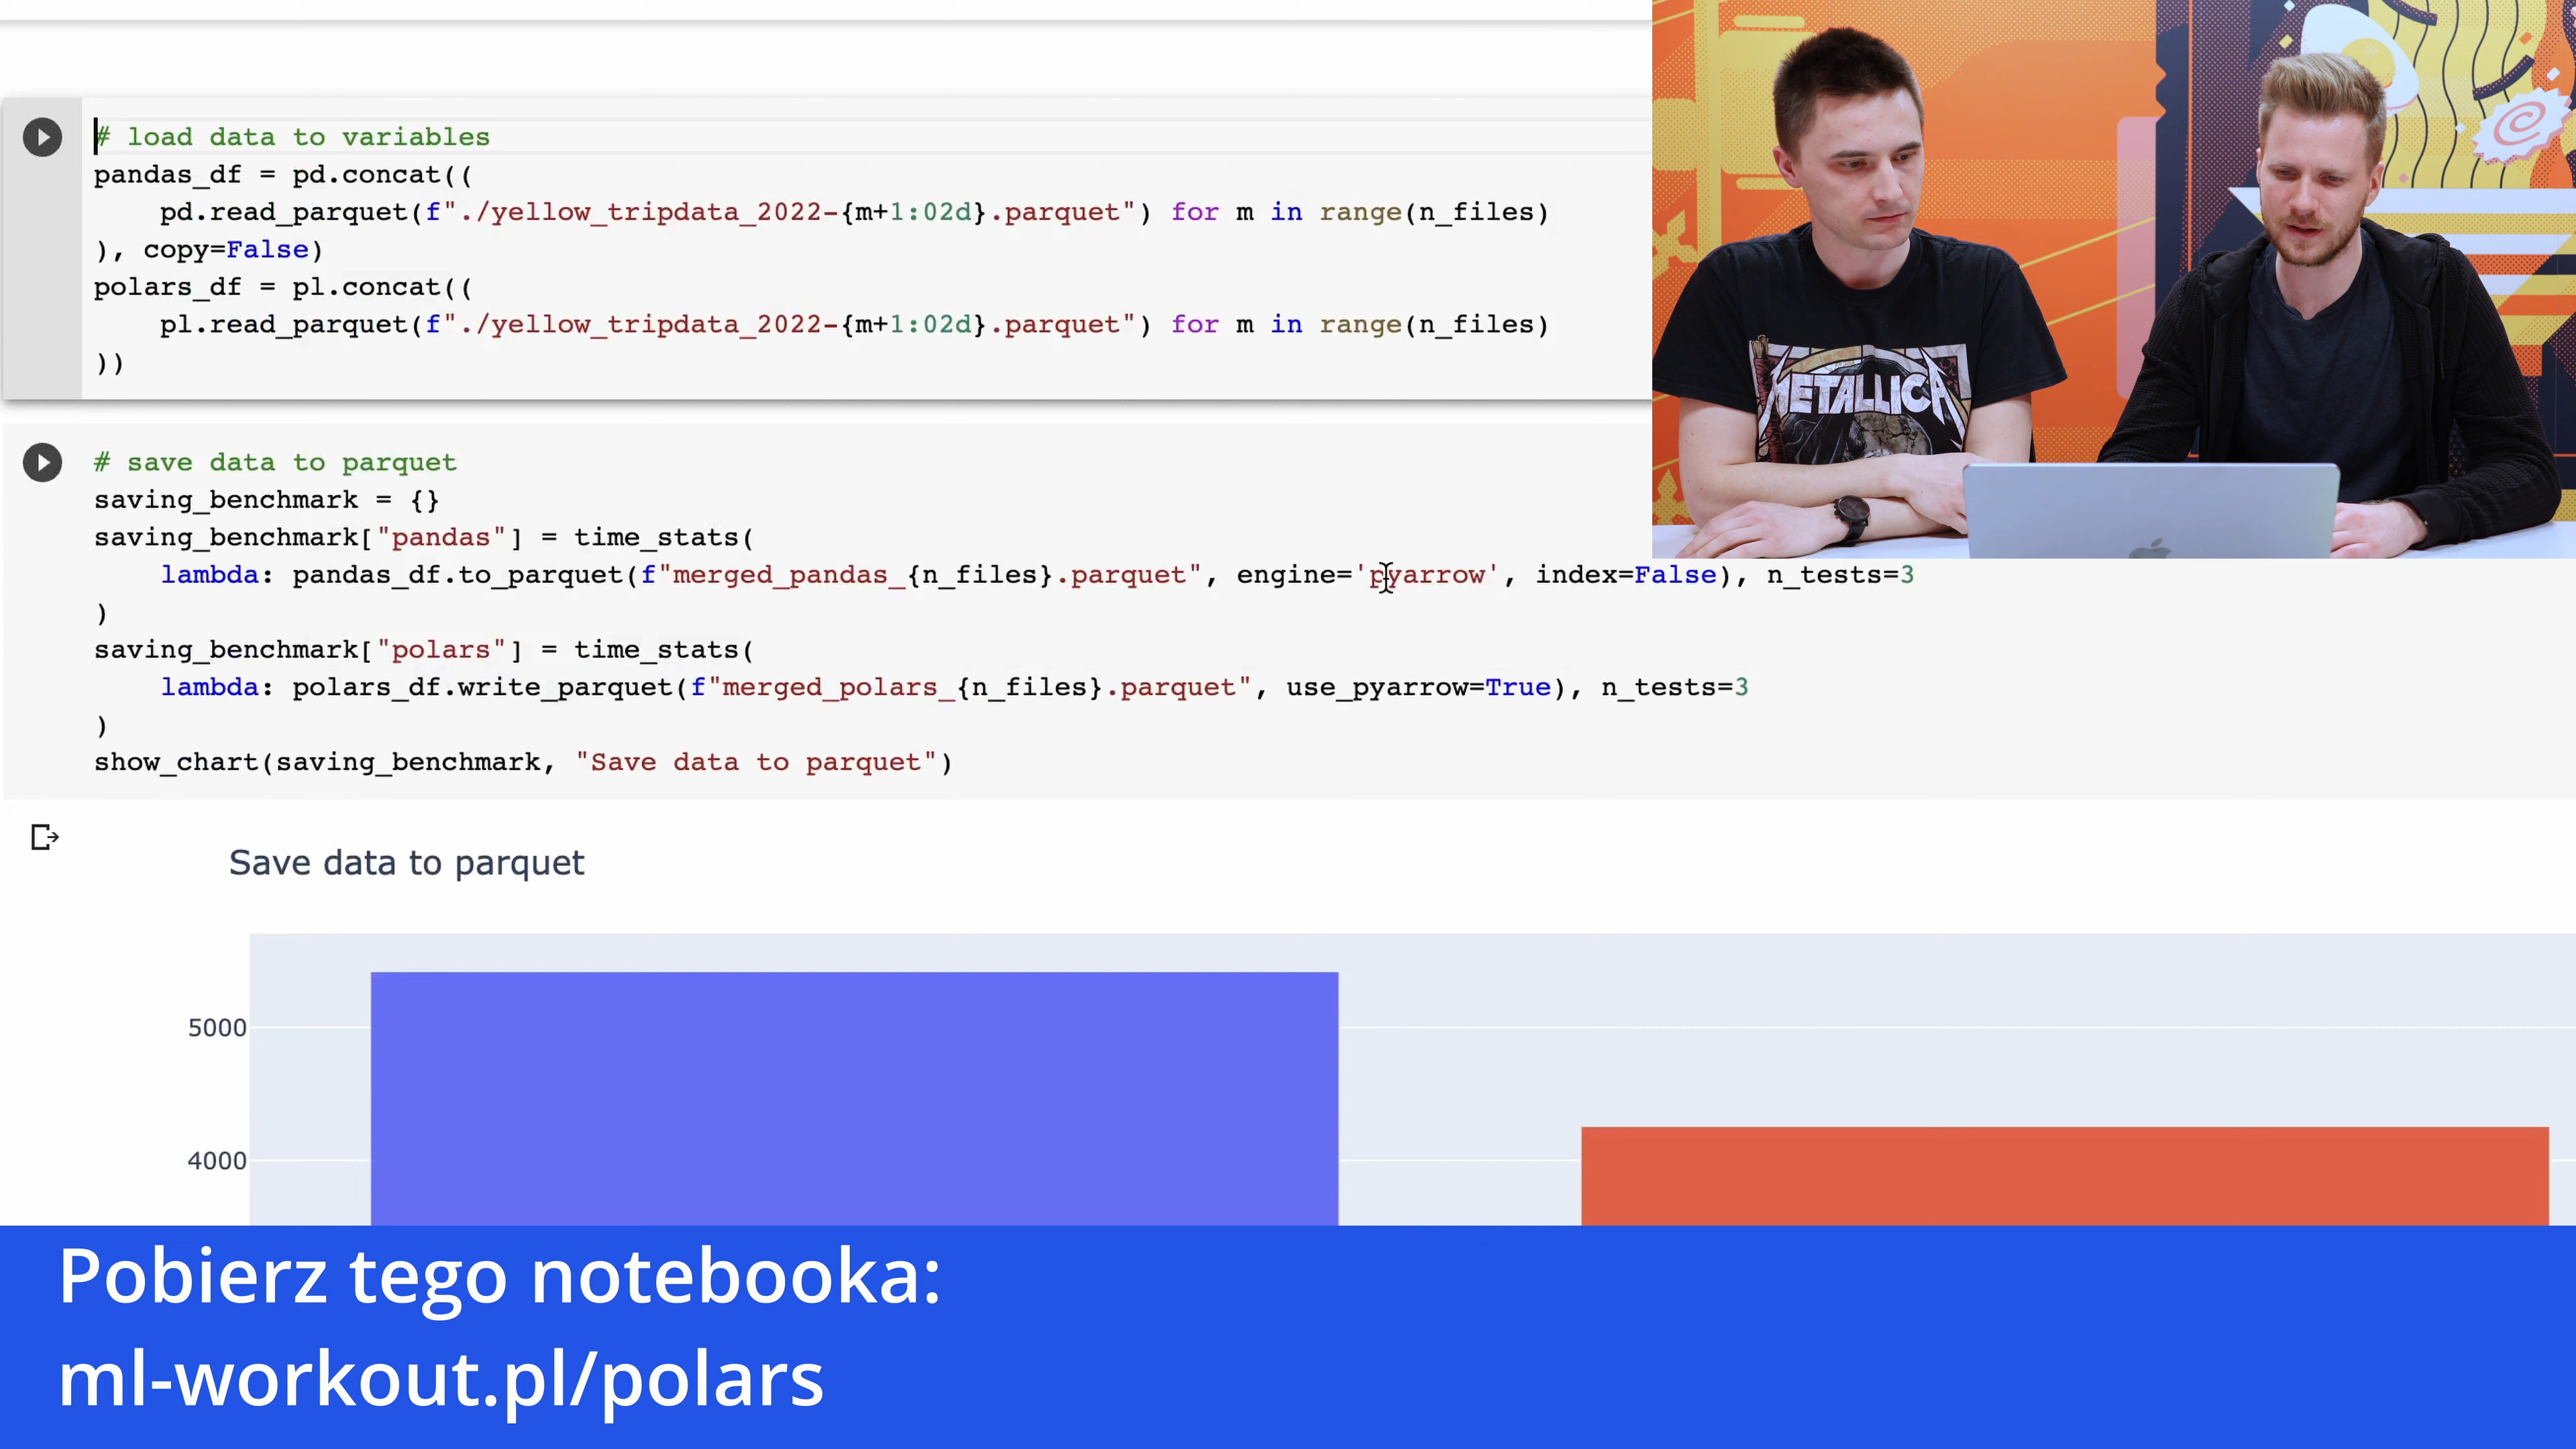 # load data to variables
pandas_df = pd.concat((
    pd.read_parquet(f"./yellow_tripdata_2022-{m+1:02d}.parquet") for m in range(n_files)
), copy=False)
polars_df = pl.concat((
    pl.read_parquet(f"./yellow_tripdata_2022-{m+1:02d}.parquet") for m in range(n_files)
))
METALLICA
# save data to parquet
saving_benchmark = {}
saving_benchmark["pandas"] = time_stats(
    lambda: pandas_df.to_parquet(f"merged_pandas_{n_files}.parquet", engine='pyarrow', index=False), n_tests=3
)
saving_benchmark["polars"] = time_stats(
    lambda: polars_df.write_parquet(f"merged_polars_{n_files}.parquet", use_pyarrow=True), n_tests=3
)
show_chart(saving_benchmark, "Save data to parquet")
Save data to parquet
5000
4000
Pobierz tego notebooka:
ml-workout.pl/polars